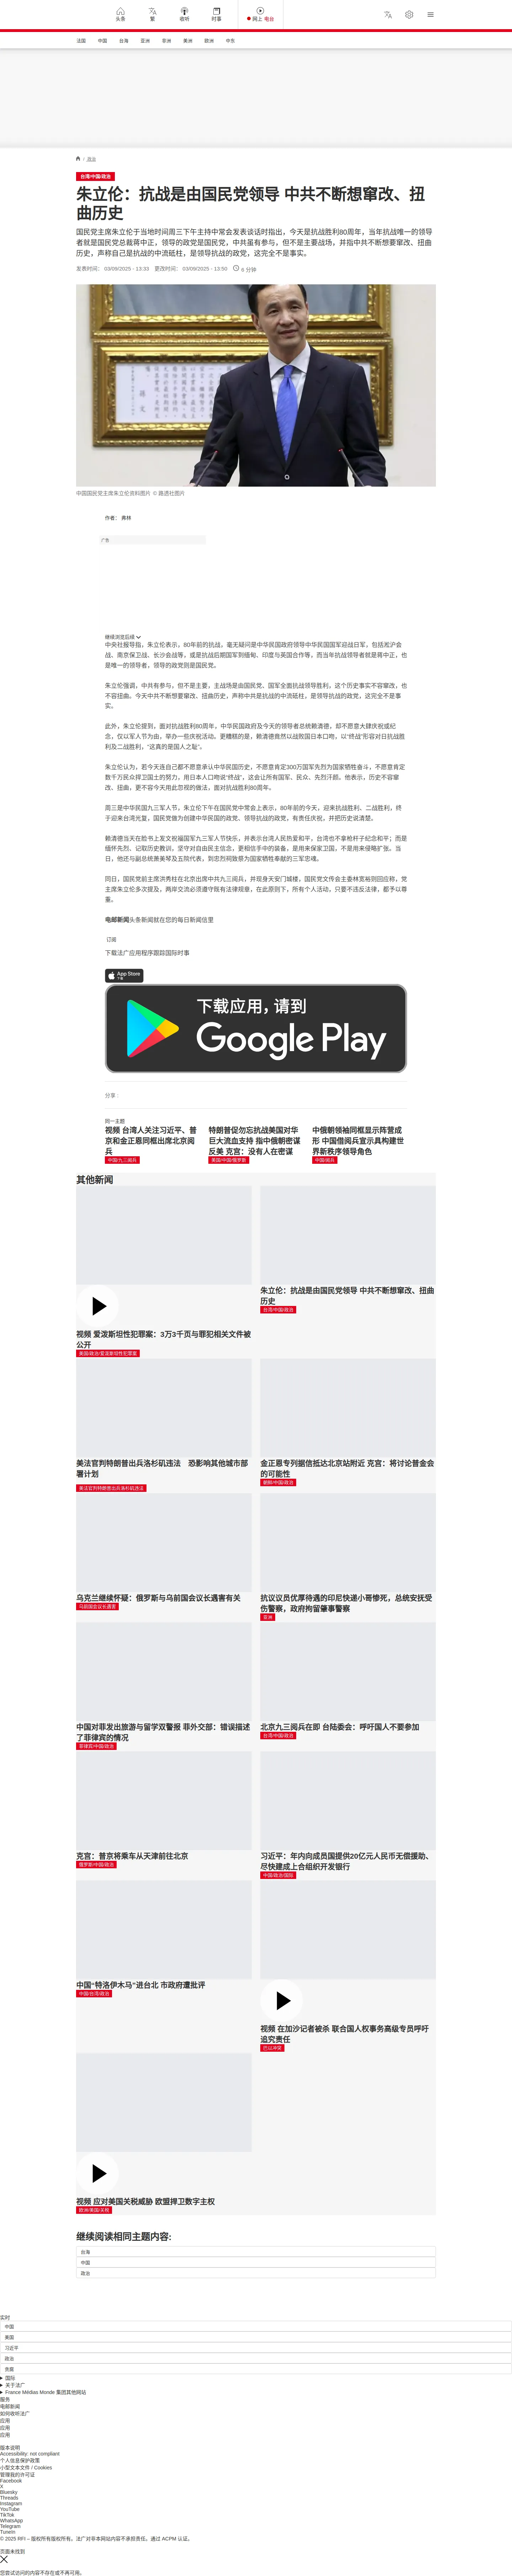 头条
繁
收听
时事
网上 电台
法国
中国
台海
亚洲
非洲
美洲
欧洲
中东
/ 政治
台湾/中国/政治
朱立伦：抗战是由国民党领导 中共不断想窜改、扭
曲历史
国民党主席朱立伦于当地时间周三下午主持中常会发表谈话时指出，今天是抗战胜利80周年，当年抗战唯一的领导
者就是国民党总裁蒋中正，领导的政党是国民党，中共虽有参与，但不是主要战场，并指中共不断想要窜改、扭曲
历史，声称自己是抗战的中流砥柱，是领导抗战的政党，这完全不是事实。
发表时间： 03/09/2025 - 13:33 更改时间： 03/09/2025 - 13:50 6 分钟
中国国民党主席朱立伦资料图片 © 路透社图片
作者： 弗林
广告
继续浏览后续
中央社报导指，朱立伦表示，80年前的抗战，毫无疑问是中华民国政府领导中华民国国军迎战日军，包括淞沪会
战、南京保卫战、长沙会战等，或是抗战后期国军到缅甸、印度与英国合作等，而当年抗战领导者就是蒋中正，也
是唯一的领导者，领导的政党则是国民党。
朱立伦强调，中共有参与，但不是主要，主战场是由国民党、国军全面抗战领导胜利，这个历史事实不容窜改，也
不容扭曲。今天中共不断想要窜改、扭曲历史，声称中共是抗战的中流砥柱，是领导抗战的政党，这完全不是事
实。
此外，朱立伦提到，面对抗战胜利80周年，中华民国政府及今天的领导者总统赖清德，却不愿意大肆庆祝或纪
念，仅以军人节为由，举办一些庆祝活动。更糟糕的是，赖清德竟然以战败国日本口吻，以“终战”形容对日抗战胜
利及二战胜利，“这真的是国人之耻”。
朱立伦认为，若今天连自己都不愿意承认中华民国历史，不愿意肯定300万国军先烈为国家牺牲奋斗，不愿意肯定
数千万民众捍卫国土的努力，用日本人口吻说“终战”，这会让所有国军、民众、先烈汗颜。他表示，历史不容窜
改、扭曲，更不容今天用此忽视的做法，面对抗战胜利80周年。
周三是中华民国九三军人节，朱立伦下午在国民党中常会上表示，80年前的今天，迎来抗战胜利、二战胜利，终
于迎来台湾光复，国民党做为创建中华民国的政党、领导抗战的政党，有责任庆祝，并把历史说清楚。
赖清德当天在脸书上发文祝福国军九三军人节快乐，并表示台湾人民热爱和平，台湾也不拿枪杆子纪念和平；而是
缅怀先烈、记取历史教训，坚守对自由民主信念，更相信手中的装备，是用来保家卫国，不是用来侵略扩张。当
日，他还与副总统萧美琴及五院代表，到忠烈祠致祭为国家牺牲奉献的三军忠魂。
同日，国民党前主席洪秀柱在北京出席中共九三阅兵，并现身天安门城楼，国民党文传会主委林宽裕则回应称，党
主席朱立伦多次提及，两岸交流必须遵守既有法律规章，在此原则下，所有个人活动，只要不违反法律，都予以尊
重。
电邮新闻头条新闻就在您的每日新闻信里
订阅
下载法广应用程序跟踪国际时事
App Store
下载
下载应用，请到
Google Play
分享 :
同一主题
视频 台湾人关注习近平、普
京和金正恩同框出席北京阅
兵
中国/九三阅兵
特朗普促勿忘抗战美国对华
巨大流血支持 指中俄朝密谋
反美 克宫：没有人在密谋
美国/中国/俄罗斯
中俄朝领袖同框显示阵营成
形 中国借阅兵宣示具构建世
界新秩序领导角色
中国/阅兵
其他新闻
视频 爱泼斯坦性犯罪案：3万3千页与罪犯相关文件被
公开
美国/政治/爱泼斯坦性犯罪案
朱立伦：抗战是由国民党领导 中共不断想窜改、扭曲
历史
台湾/中国/政治
美法官判特朗普出兵洛杉矶违法 恐影响其他城市部
署计划
美法官判特朗普出兵洛杉矶违法
金正恩专列据信抵达北京站附近 克宫：将讨论普金会
的可能性
朝鲜/中国/政治
乌克兰继续怀疑：俄罗斯与乌前国会议长遇害有关
乌前国会议长遇害
抗议议员优厚待遇的印尼快递小哥惨死，总统安抚受
伤警察，政府拘留肇事警察
亚洲
中国对菲发出旅游与留学双警报 菲外交部：错误描述
了菲律宾的情况
菲律宾/中国/政治
北京九三阅兵在即 台陆委会：呼吁国人不要参加
台湾/中国/政治
克宫：普京将乘车从天津前往北京
俄罗斯/中国/政治
习近平：年内向成员国提供20亿元人民币无偿援助、
尽快建成上合组织开发银行
中国/政治/国际
中国“特洛伊木马”进台北 市政府遭批评
中国/台湾/政治
视频 在加沙记者被杀 联合国人权事务高级专员呼吁
追究责任
巴以冲突
视频 应对美国关税威胁 欧盟捍卫数字主权
欧洲/美国/关税
继续阅读相同主题内容:
台海
中国
政治
实时
中国
美国
习近平
政治
贪腐
国际
关于法广
France Médias Monde 集团其他网站
服务
电邮新闻
如何收听法广
应用
应用
应用
版本说明
Accessibility: not compliant
个人信息保护政策
小型文本文件 / Cookies
管理我的许可证
Facebook
X
Bluesky
Threads
Instagram
YouTube
TikTok
WhatsApp
Telegram
TuneIn
© 2025 RFI – 版权所有版权所有。法广对非本网站内容不承担责任。通过 ACPM 认证。
页面未找到
您尝试访问的内容不存在或不再可用。